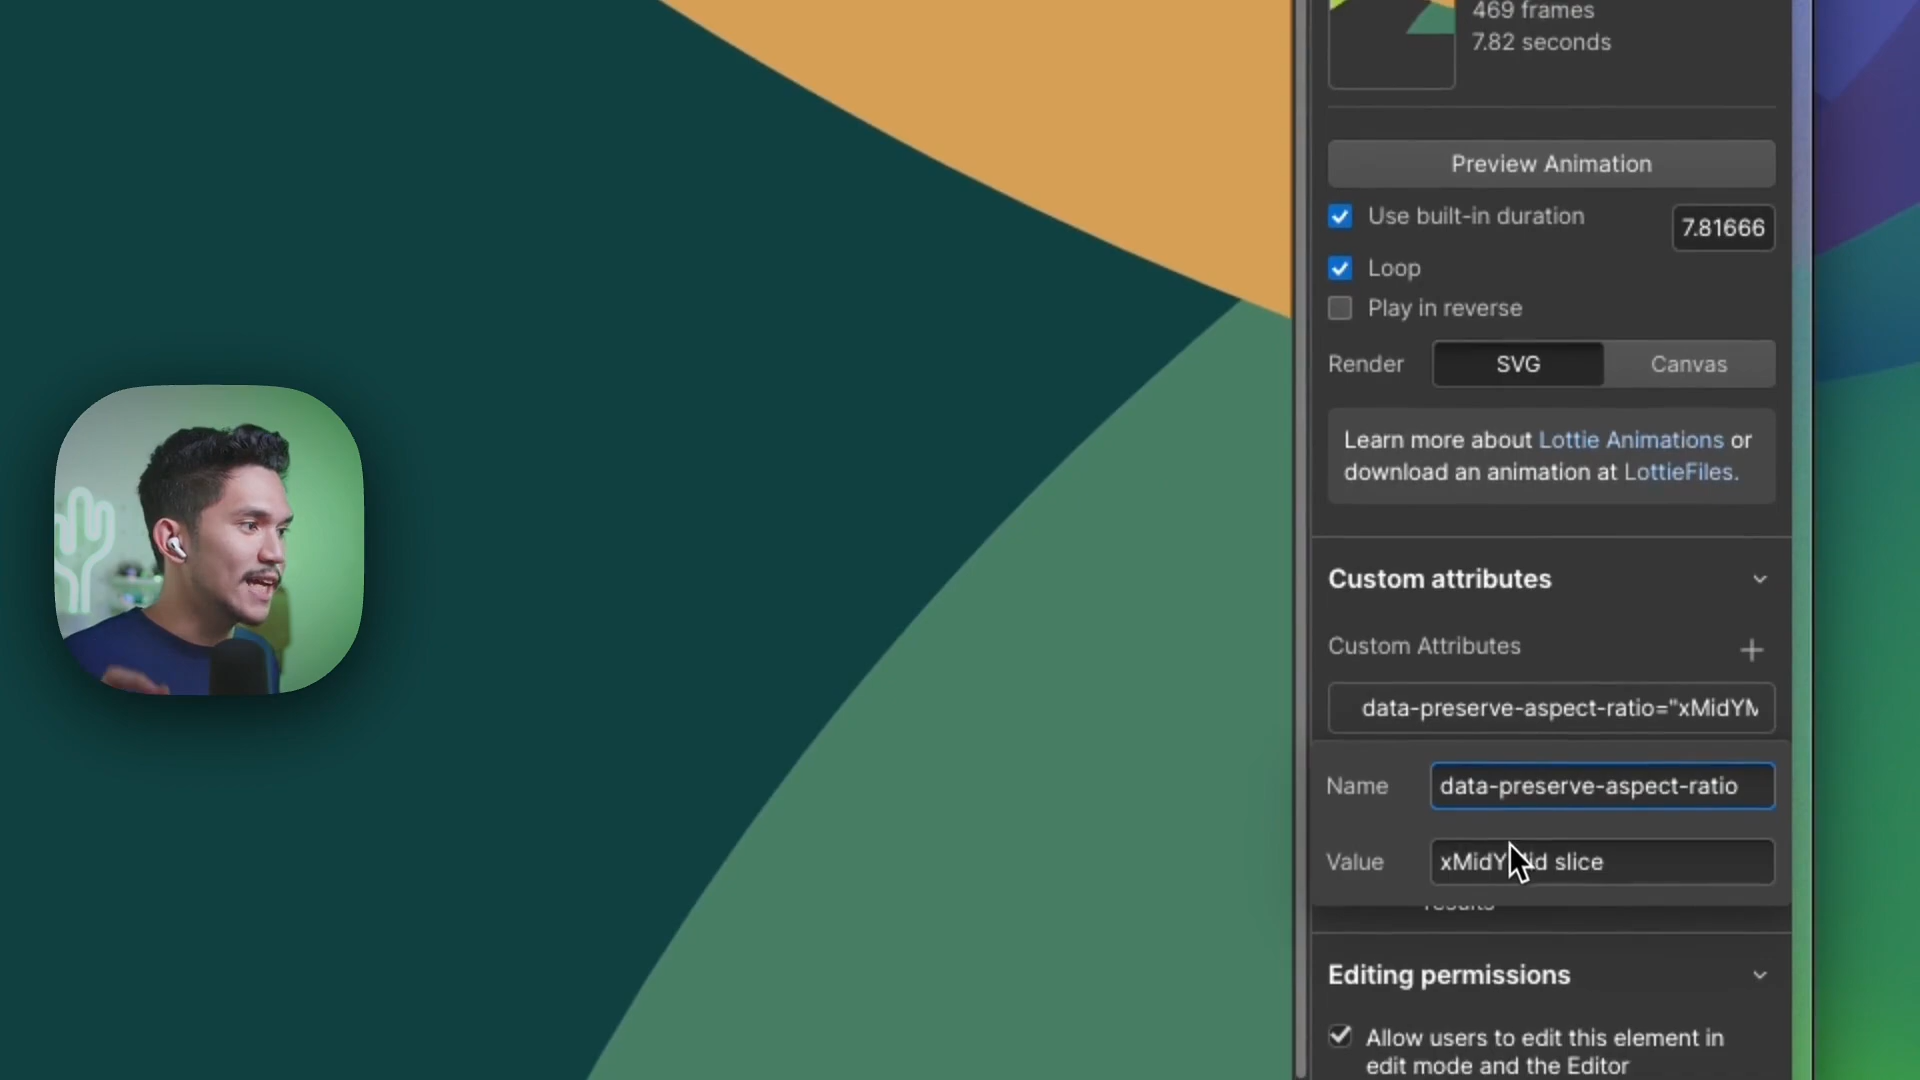 469 frames
7.82 seconds
Preview Animation
Use built-in duration
7.81666
Loop
Play in reverse
Render
SVG
Canvas
Learn more about Lottie Animations or
download an animation at LottieFiles.
Custom attributes
Custom Attributes
data-preserve-aspect-ratio="xMidYM
Name
data-preserve-aspect-ratio
Value
slice
Editing permissions
Allow users to edit this element in
edit mode and the Editor